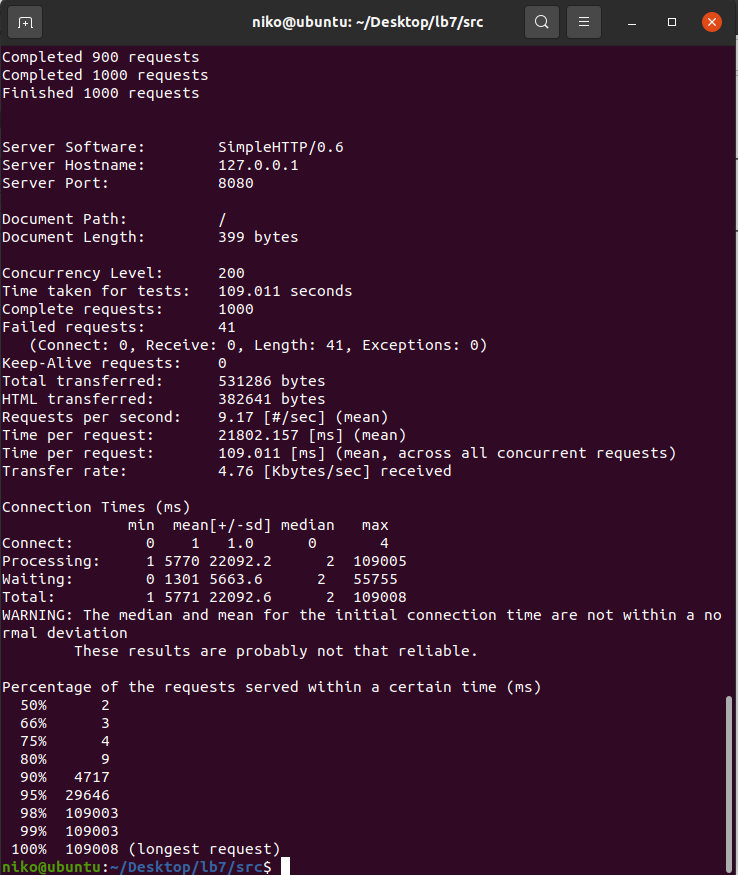 niko@ubuntu: ~/Desktop/lb7/src
Completed 900 requests
Completed 1000 requests
Finished 1000 requests
Server Software:        SimpleHTTP/0.6
Server Hostname:        127.0.0.1
Server Port:            8080
Document Path:          /
Document Length:        399 bytes
Concurrency Level:      200
Time taken for tests:   109.011 seconds
Complete requests:      1000
Failed requests:        41
   (Connect: 0, Receive: 0, Length: 41, Exceptions: 0)
Keep-Alive requests:    0
Total transferred:      531286 bytes
HTML transferred:       382641 bytes
Requests per second:    9.17 [#/sec] (mean)
Time per request:       21802.157 [ms] (mean)
Time per request:       109.011 [ms] (mean, across all concurrent requests)
Transfer rate:          4.76 [Kbytes/sec] received
Connection Times (ms)
              min  mean[+/-sd] median   max
Connect:        0    1   1.0      0       4
Processing:     1 5770 22092.2      2  109005
Waiting:        0 1301 5663.6      2   55755
Total:          1 5771 22092.6      2  109008
WARNING: The median and mean for the initial connection time are not within a no
rmal deviation
        These results are probably not that reliable.
Percentage of the requests served within a certain time (ms)
  50%      2
  66%      3
  75%      4
  80%      9
  90%   4717
  95%  29646
  98%  109003
  99%  109003
 100%  109008 (longest request)
niko@ubuntu:~/Desktop/lb7/src$